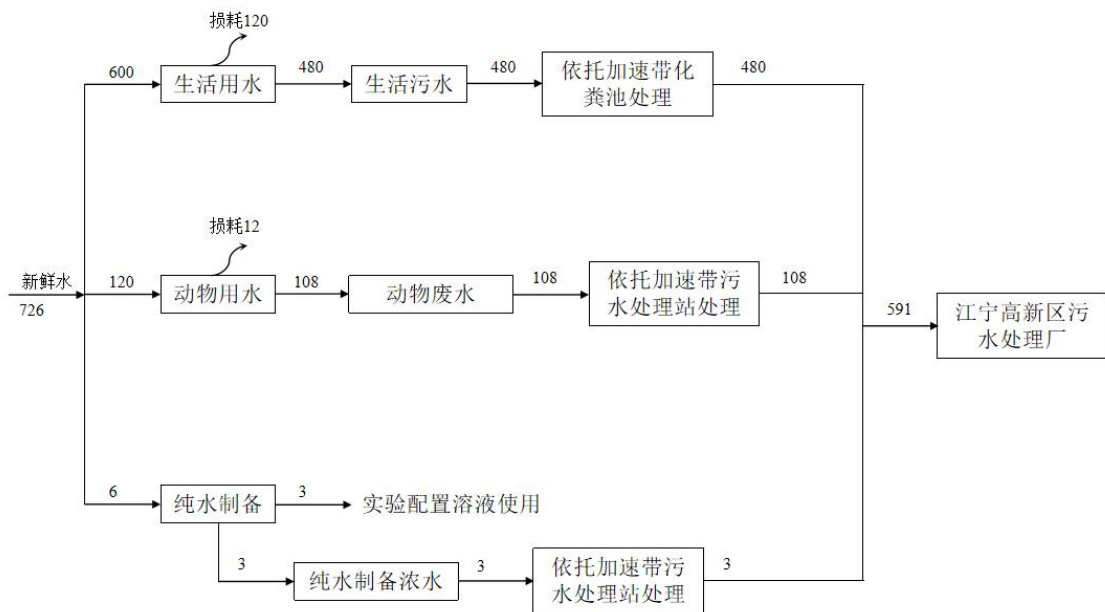 损耗120
600
生活用水
480
生活污水
480
依托加速带化
粪池处理
480
损耗12
新鲜水
726
120
动物用水
108
动物废水
108
依托加速带污
水处理站处理
108
591
江宁高新区污
水处理厂
6
纯水制备
3
实验配置溶液使用
3
纯水制备浓水
3
依托加速带污
水处理站处理
3